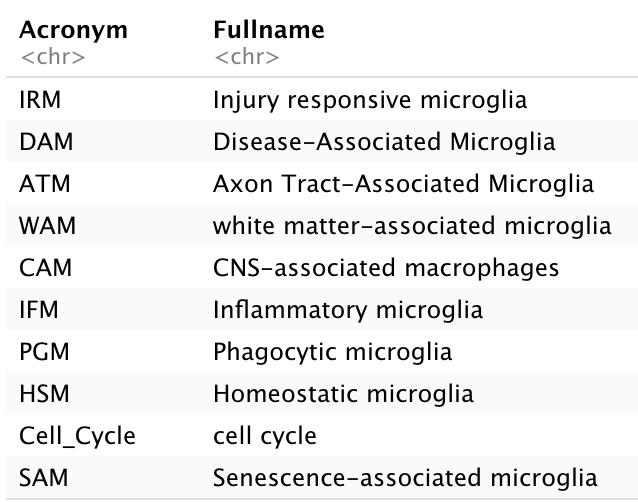 Acronym Fullname
<chr> <chr>
IRM Injury responsive microglia
DAM Disease-Associated Microglia
ATM Axon Tract-Associated Microglia
WAM white matter-associated microglia
CAM CNS-associated macrophages
IFM Inflammatory microglia
PGM Phagocytic microglia
HSM Homeostatic microglia
Cell_Cycle cell cycle
SAM Senescence-associated microglia